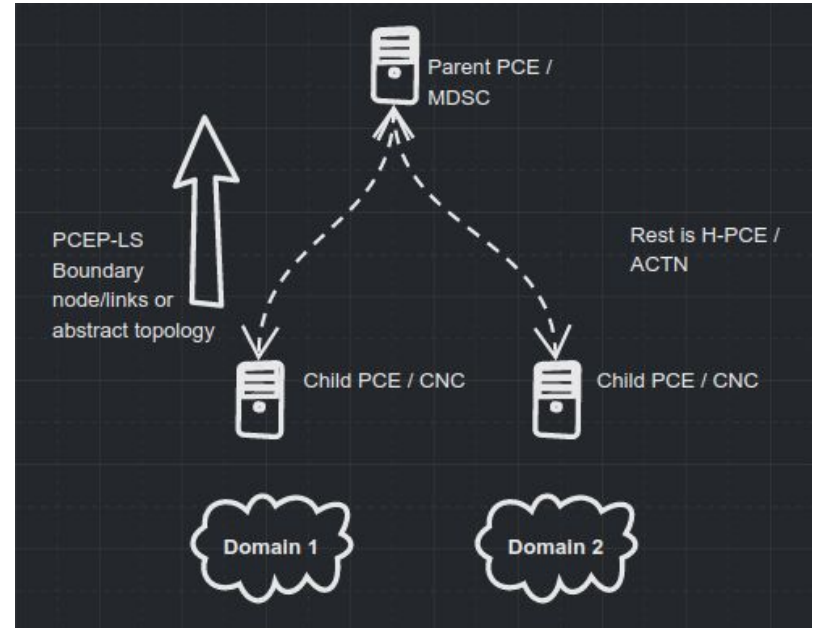 Parent PCE /
MDSC
PCEP-LS
Boundary
node/links or
abstract topology
Rest is H-PCE /
ACTN
Child PCE / CNC
Child PCE / CNC
Domain 1
Domain 2